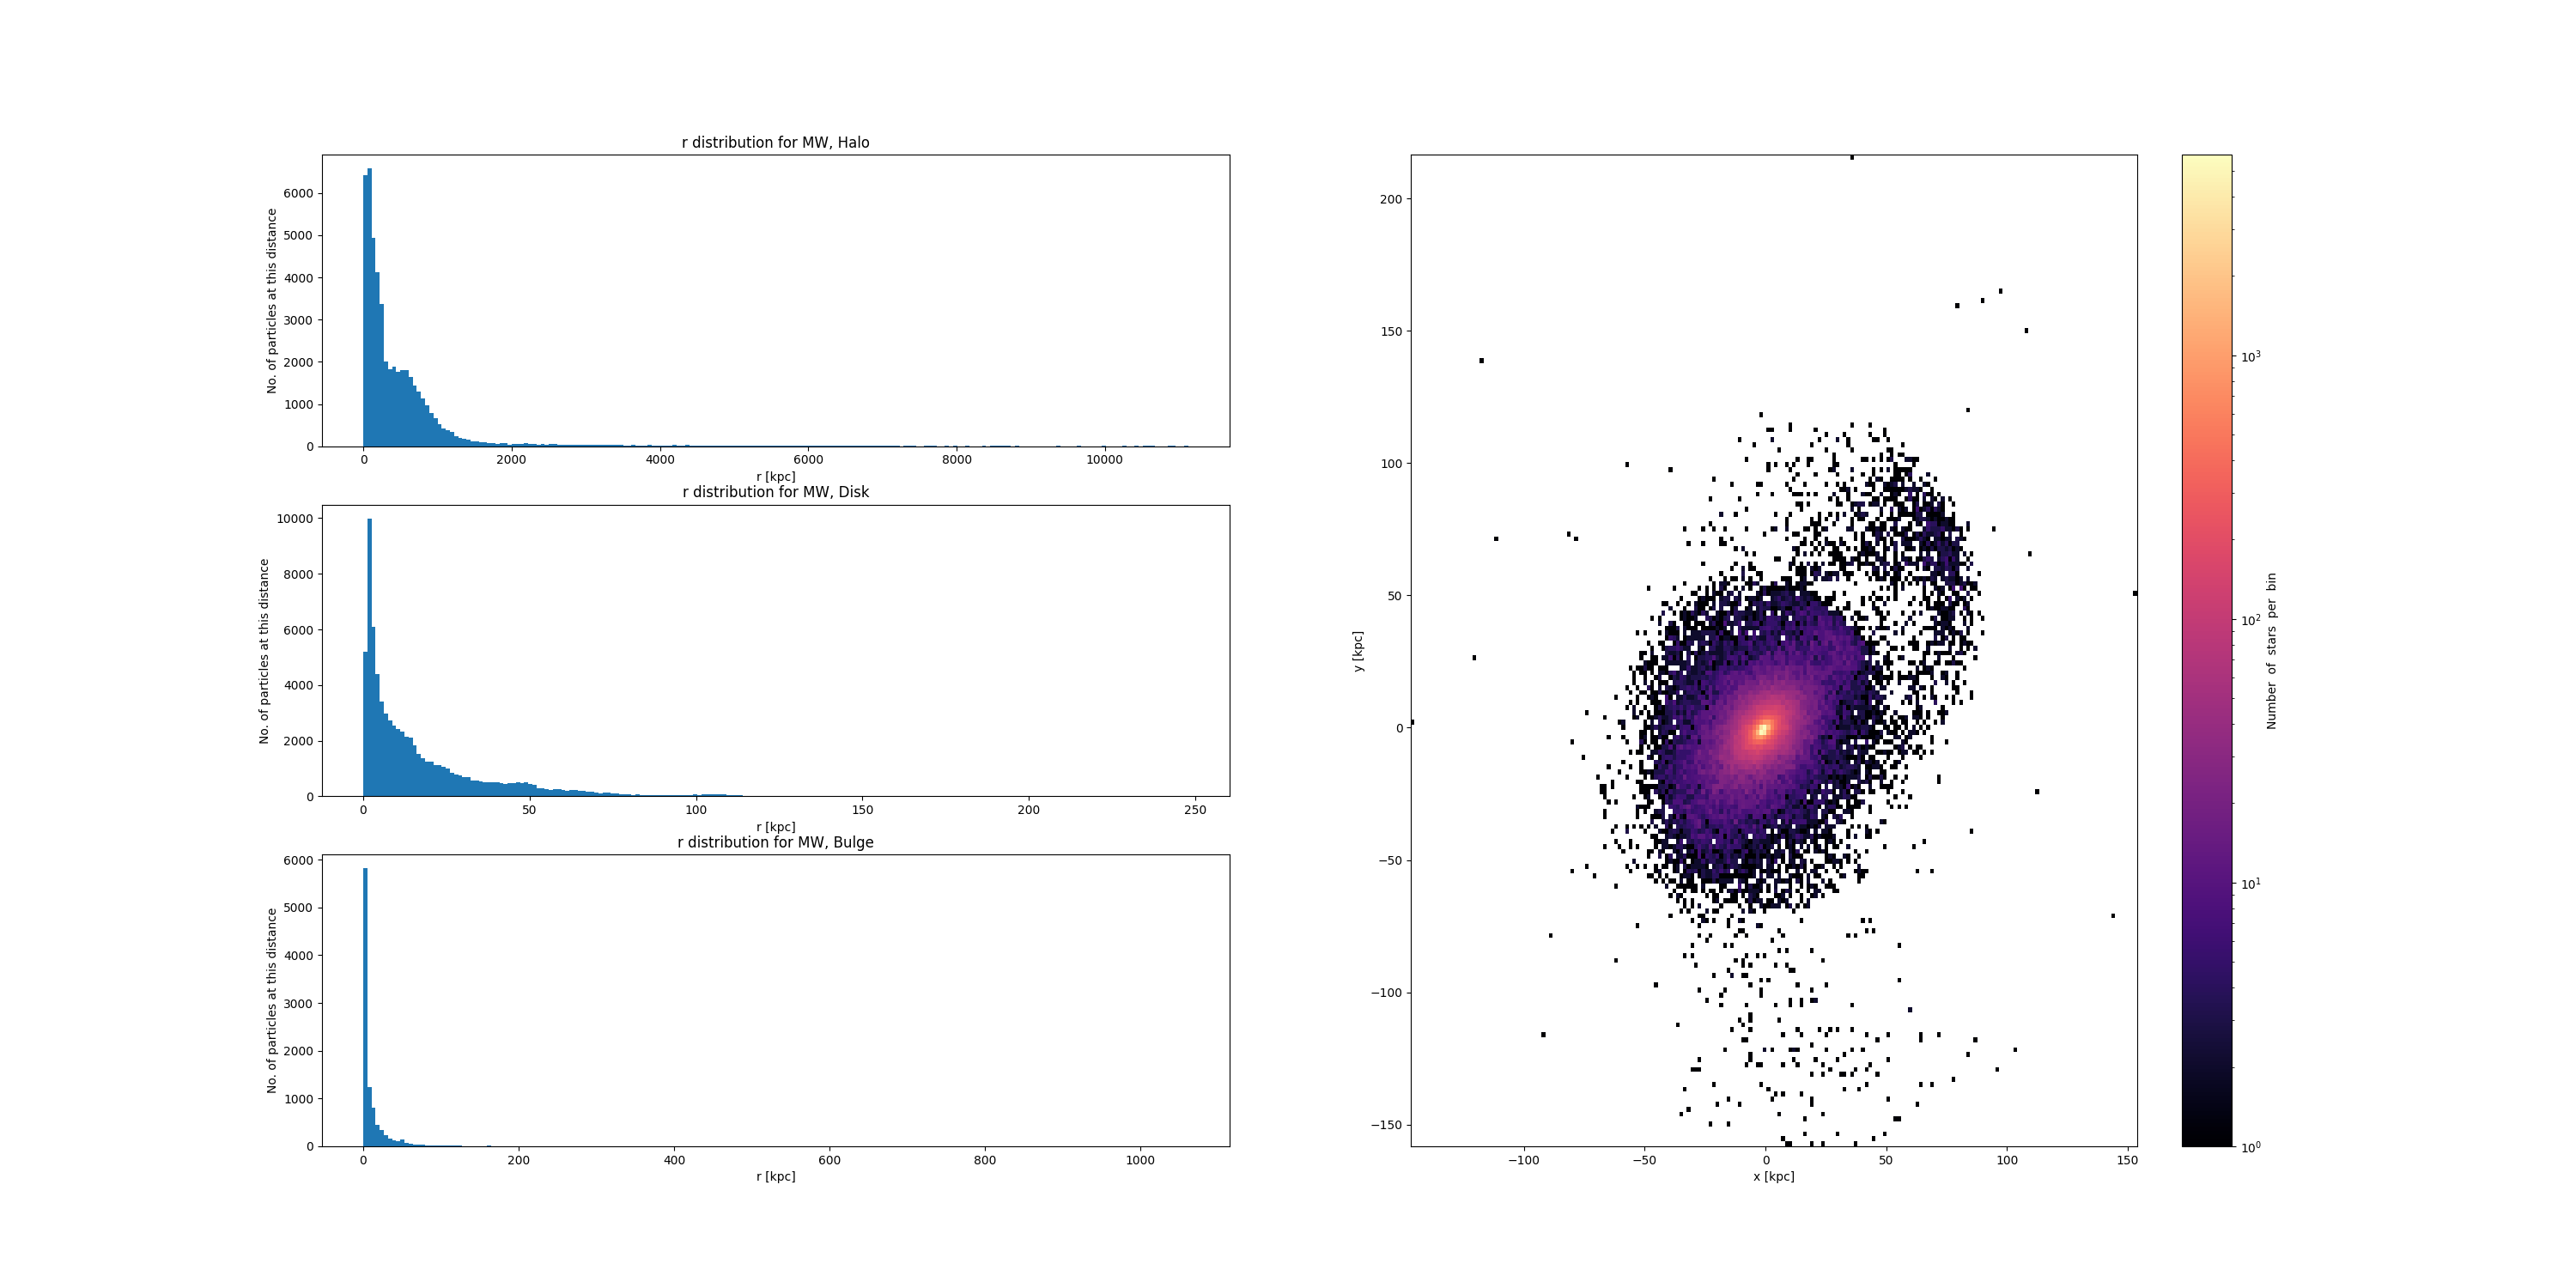 r distribution for MW, Halo
No. of particles at this distance
6000
5000
4000
3000
2000
1000
0
0 2000 4000 6000 8000 10000
r [kpc]
r distribution for MW, Disk
No. of particles at this distance
10000
8000
6000
4000
2000
0
0 50 100 150 200 250
r [kpc]
r distribution for MW, Bulge
No. of particles at this distance
6000
5000
4000
3000
2000
1000
0
0 200 400 600 800 1000
r [kpc]
y [kpc]
200
150
100
50
0
−50
−100
−150
−100 −50 0 50 100 150
x [kpc]
10³
10²
10¹
10⁰
Number of stars per bin